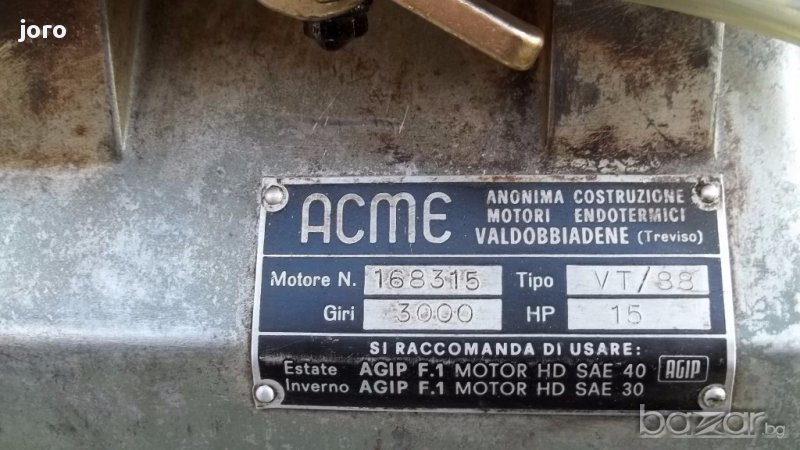 joro
ACME
ANONIMA COSTRUZIONE
MOTORI ENDOTERMICI
VALDOBBIADENE (Treviso)
Motore N. 168315 Tipo VT/88
Giri 3000 HP 15
SI RACCOMANDA DI USARE:
Estate AGIP F.1 MOTOR HD SAE 40 AGIP
Inverno AGIP F.1 MOTOR HD SAE 30
bazar.bg